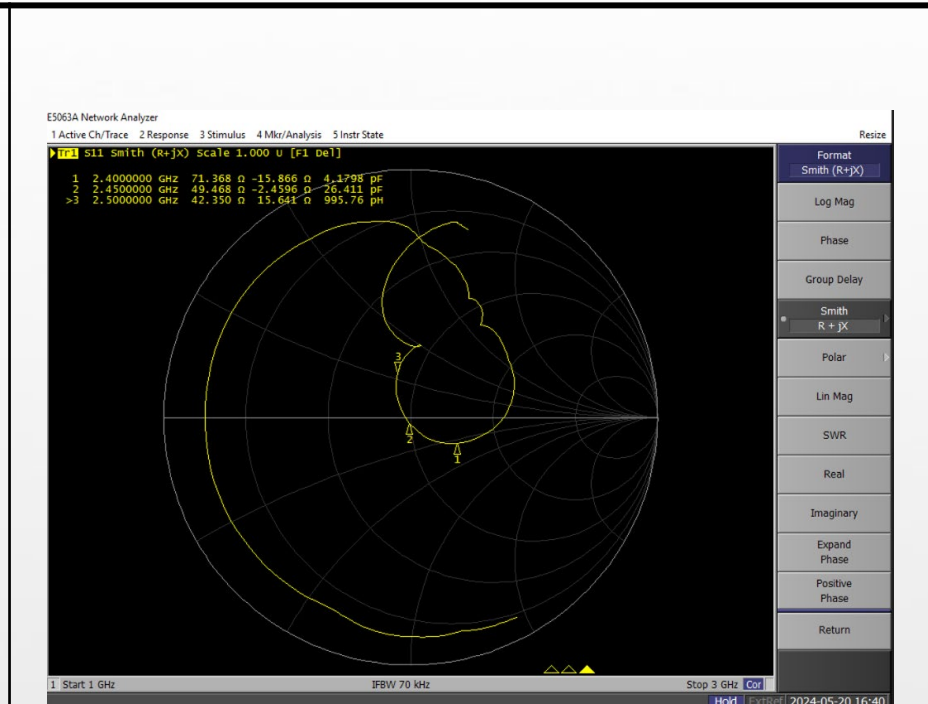 E5063A Network Analyzer
1 Active Ch/Trace 2 Response 3 Stimulus 4 Mkr/Analysis 5 Instr State Resize
Tr1 S11 Smith (R+jX) Scale 1.000 U [F1 Del]
1 2.4000000 GHz 71.368 Ω -15.866 Ω 4.1798 pF
2 2.4500000 GHz 49.468 Ω -2.4596 Ω 26.411 pF
>3 2.5000000 GHz 42.350 Ω 15.641 Ω 995.76 pH
3
2
1
Format
Smith (R+jX)
Log Mag
Phase
Group Delay
Smith
R + jX
Polar
Lin Mag
SWR
Real
Imaginary
Expand
Phase
Positive
Phase
Return
1 Start 1 GHz IFBW 70 kHz Stop 3 GHz Cor
Hold ExtRef 2024-05-20 16:40